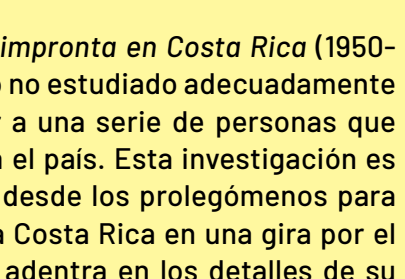 impronta en Costa Rica (1950-
no estudiado adecuadamente
a una serie de personas que
el país. Esta investigación es
desde los prolegómenos para
Costa Rica en una gira por el
adentra en los detalles de su